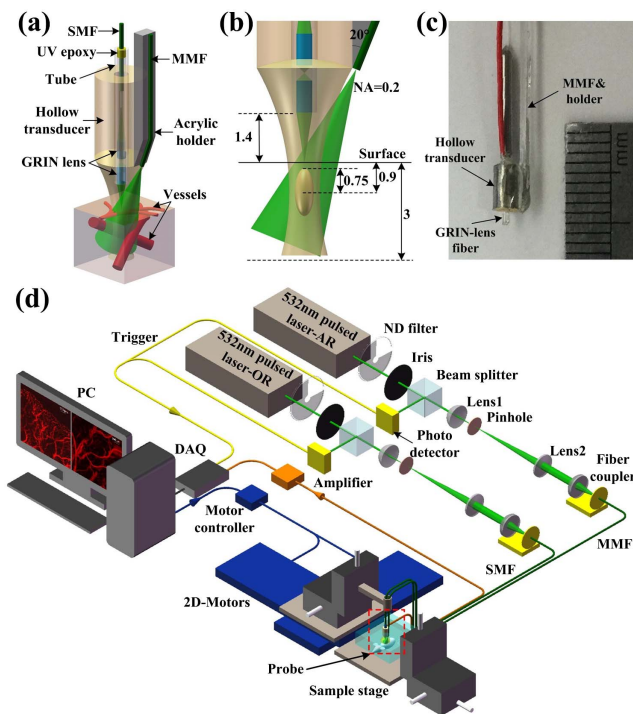 (a)
SMF
UV epoxy
Tube
MMF
Hollow
transducer
Acrylic
holder
GRIN lens
Vessels
(b)
20°
NA=0.2
1.4
Surface
0.75
0.9
3
(c)
MMF&
holder
Hollow
transducer
GRIN-lens
fiber
mm
(d)
532nm pulsed
laser-AR
ND filter
532nm pulsed
laser-OR
Iris
Beam splitter
Trigger
Lens1
Pinhole
PC
Photo
detector
Lens2
Fiber
coupler
DAQ
Amplifier
Motor
controller
MMF
SMF
2D-Motors
Probe
Sample stage